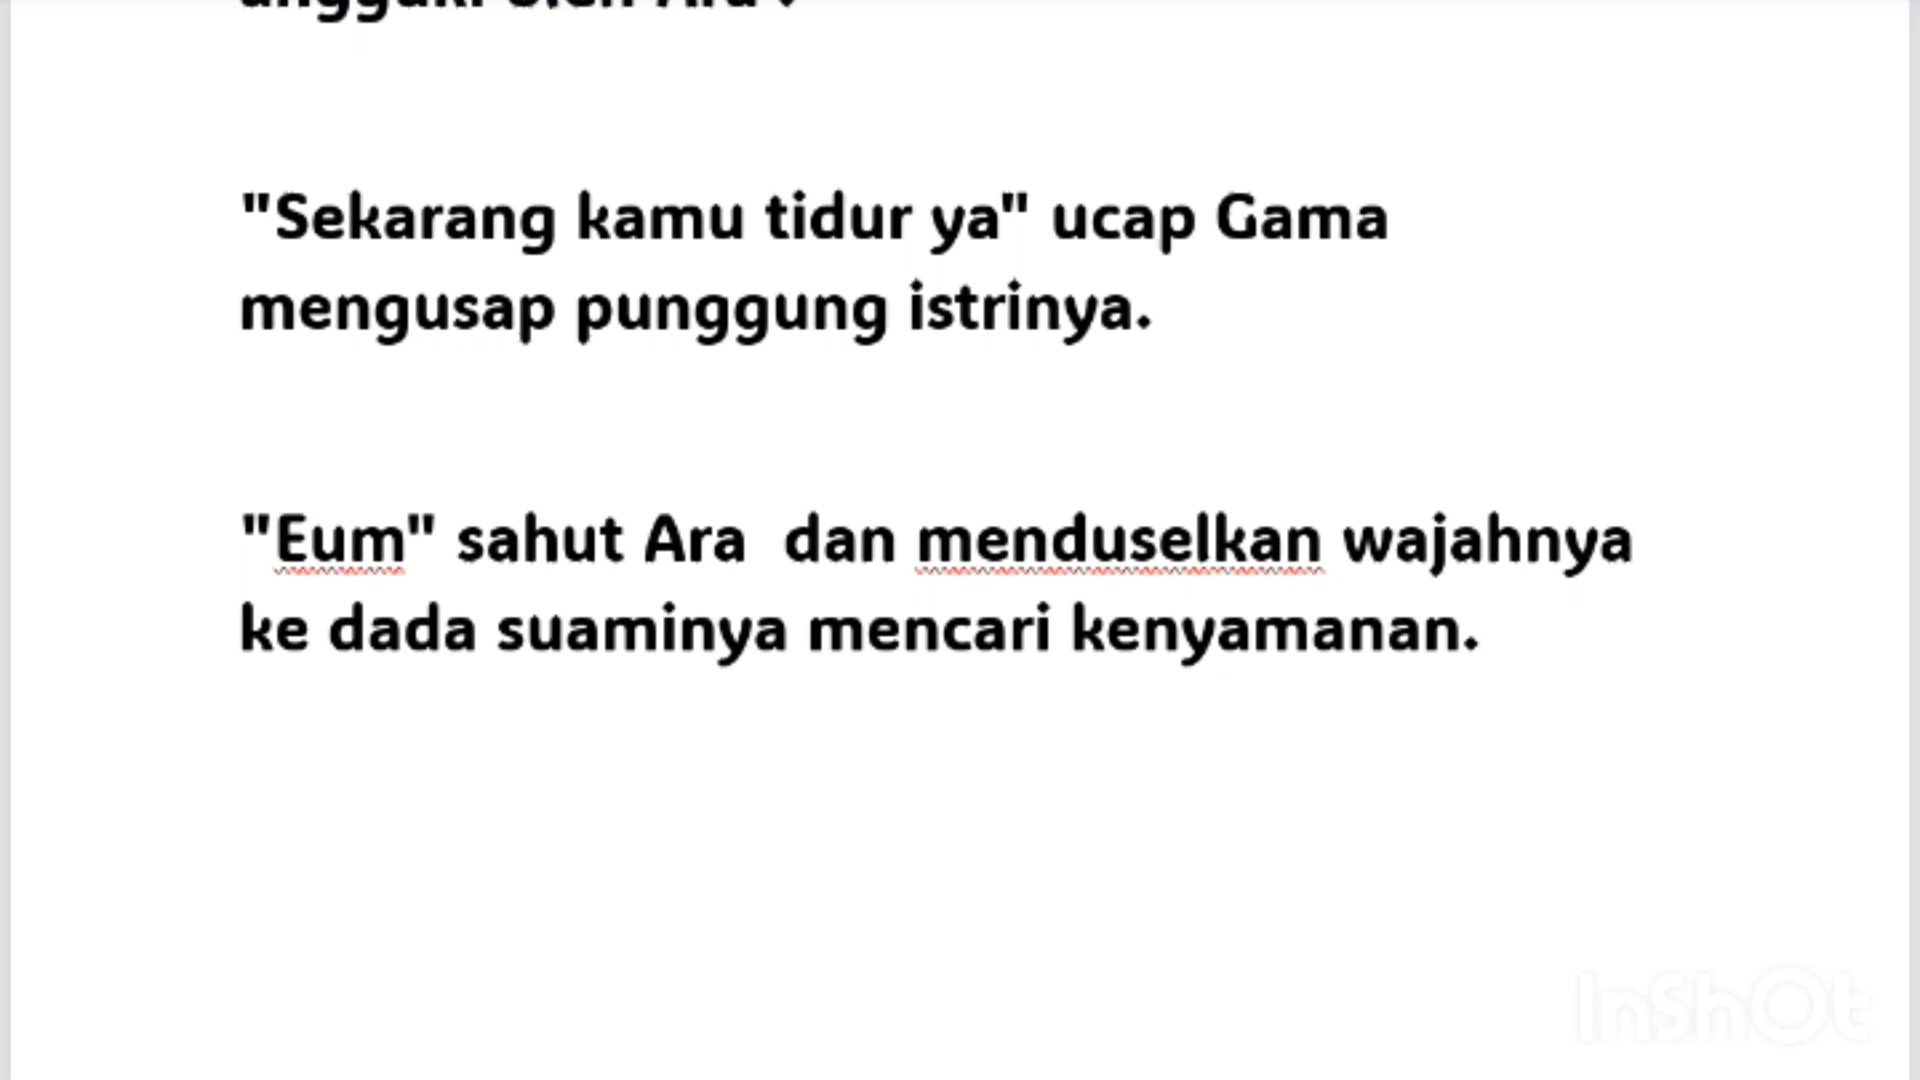 "Sekarang kamu tidur ya" ucap Gama
mengusap punggung istrinya.
"Eum" sahut Ara  dan menduselkan wajahnya
ke dada suaminya mencari kenyamanan.
InShOt